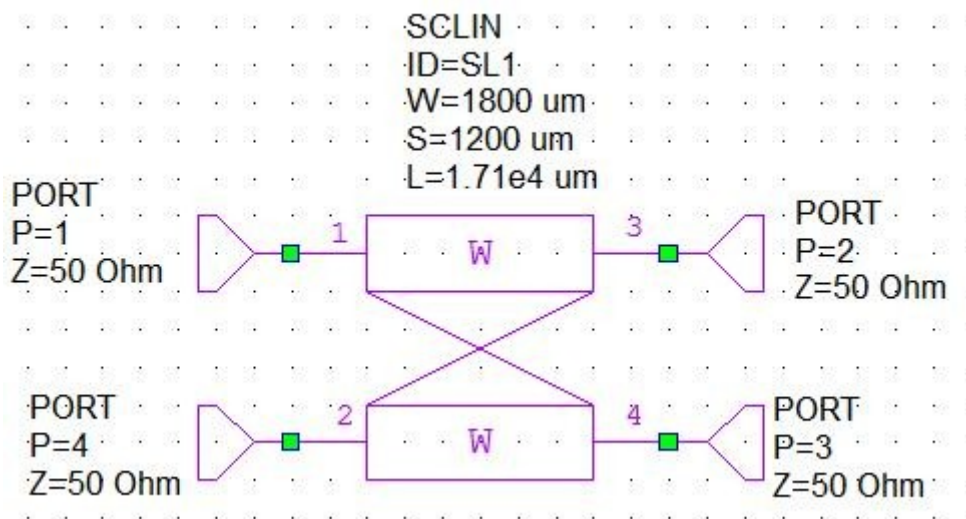 SCLIN
ID=SL1
W=1800 um
S=1200 um
L=1.71e4 um
PORT
P=1
Z=50 Ohm
1
W
3
PORT
P=2
Z=50 Ohm
PORT
P=4
Z=50 Ohm
2
W
4
PORT
P=3
Z=50 Ohm